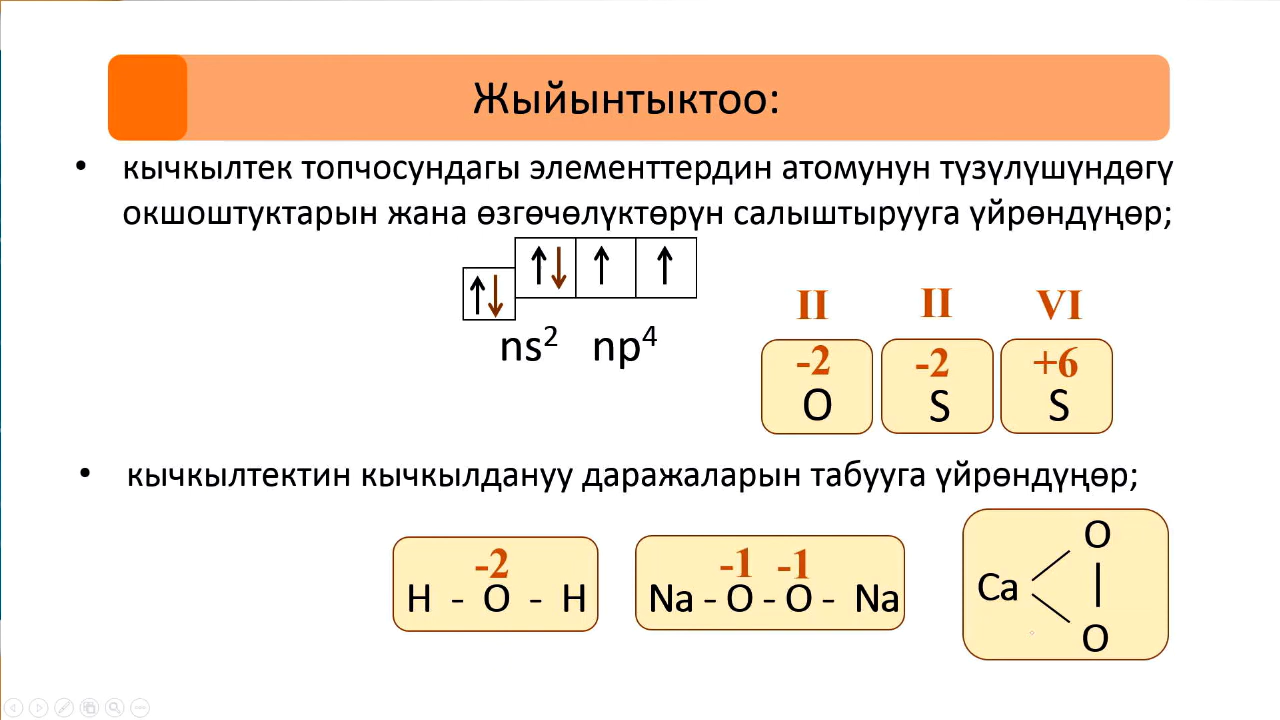 Жыйынтыктоо:
• кычкылтек топчосундагы элементтердин атомунун түзүлүшүндөгү
окшоштуктарын жана өзгөчөлүктөрүн салыштырууга үйрөндүңөр;
↑↓ ↑↓ ↑ ↑
ns² np⁴
II II VI
-2 -2 +6
O S S
• кычкылтектин кычкылдануу даражаларын табууга үйрөндүңөр;
-2 -1 -1
H - O - H Na - O - O - Na
O
Ca
O